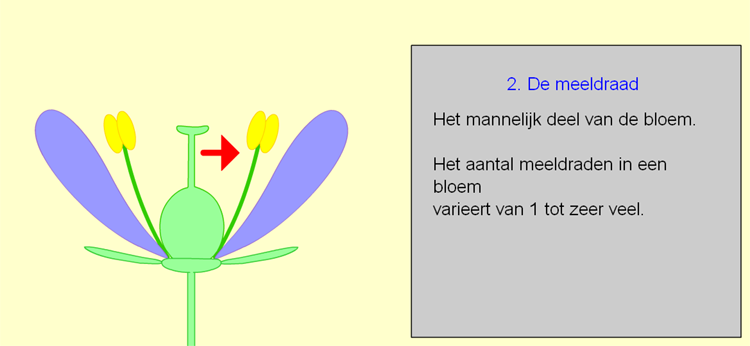 2. De meeldraad
Het mannelijk deel van de bloem.
Het aantal meeldraden in een
bloem
varieert van 1 tot zeer veel.